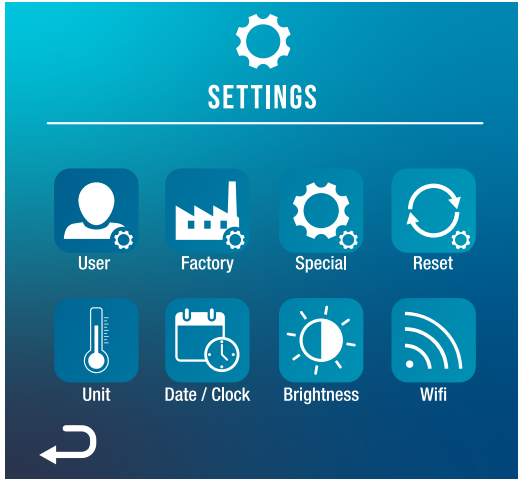 SETTINGS
User Factory Special Reset
Unit Date / Clock Brightness Wifi